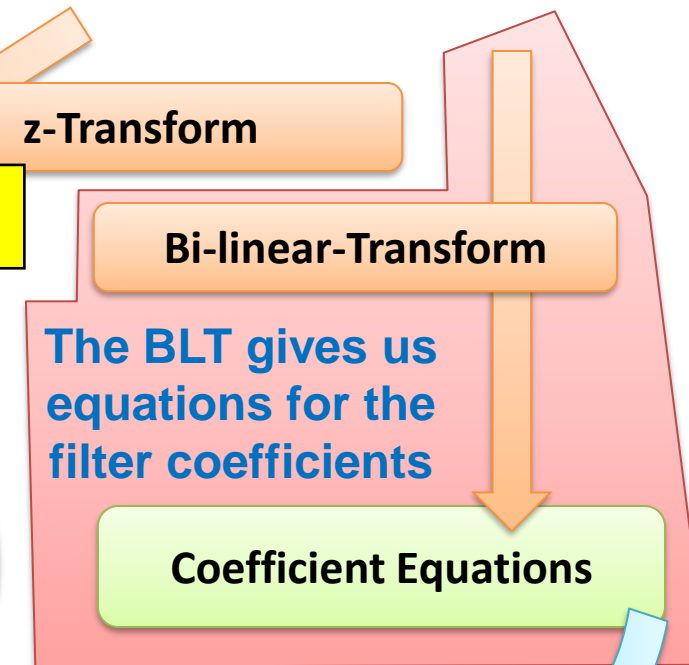 z-Transform
Bi-linear-Transform
The BLT gives us
equations for the
filter coefficients
Coefficient Equations